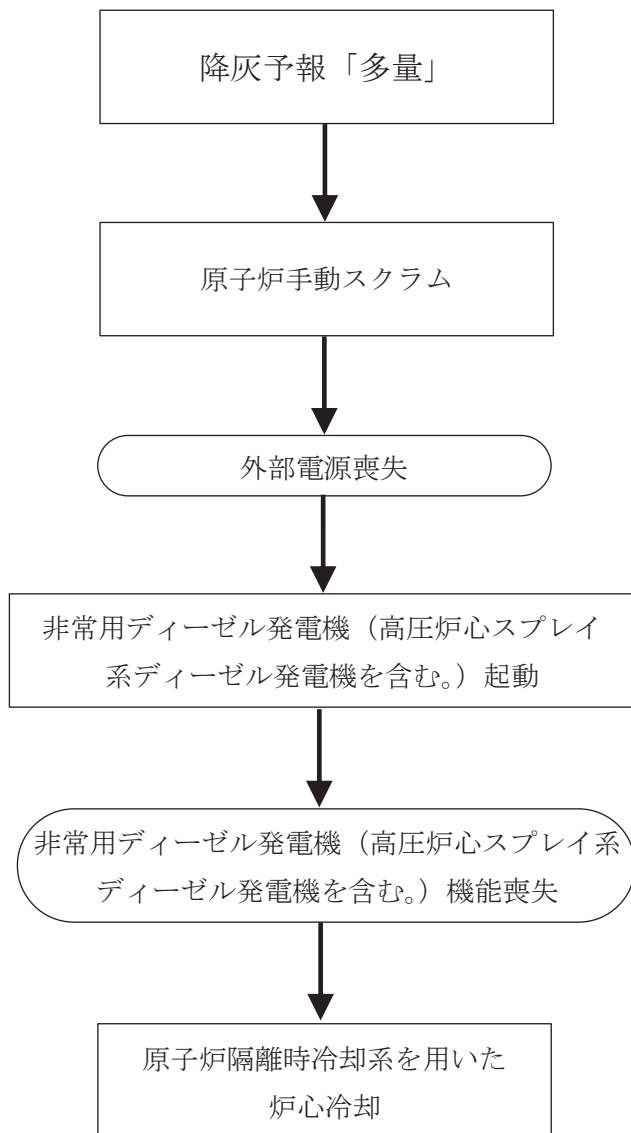 降灰予報「多量」
原子炉手動スクラム
外部電源喪失
非常用ディーゼル発電機（高圧炉心スプレイ
系ディーゼル発電機を含む。）起動
非常用ディーゼル発電機（高圧炉心スプレイ系
ディーゼル発電機を含む。）機能喪失
原子炉隔離時冷却系を用いた
炉心冷却